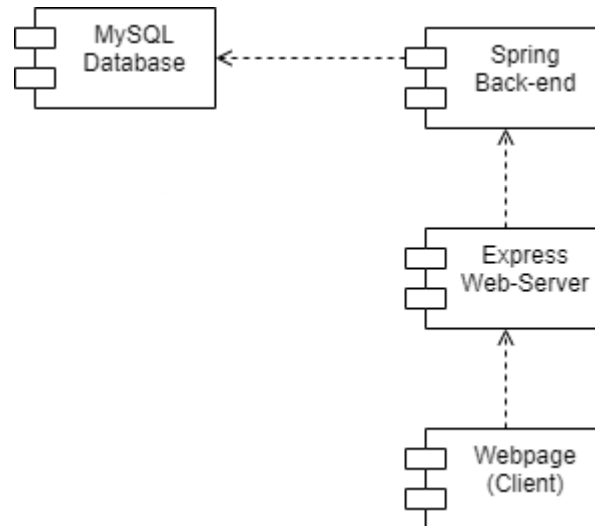 MySQL
Database
Spring
Back-end
Express
Web-Server
Webpage
(Client)